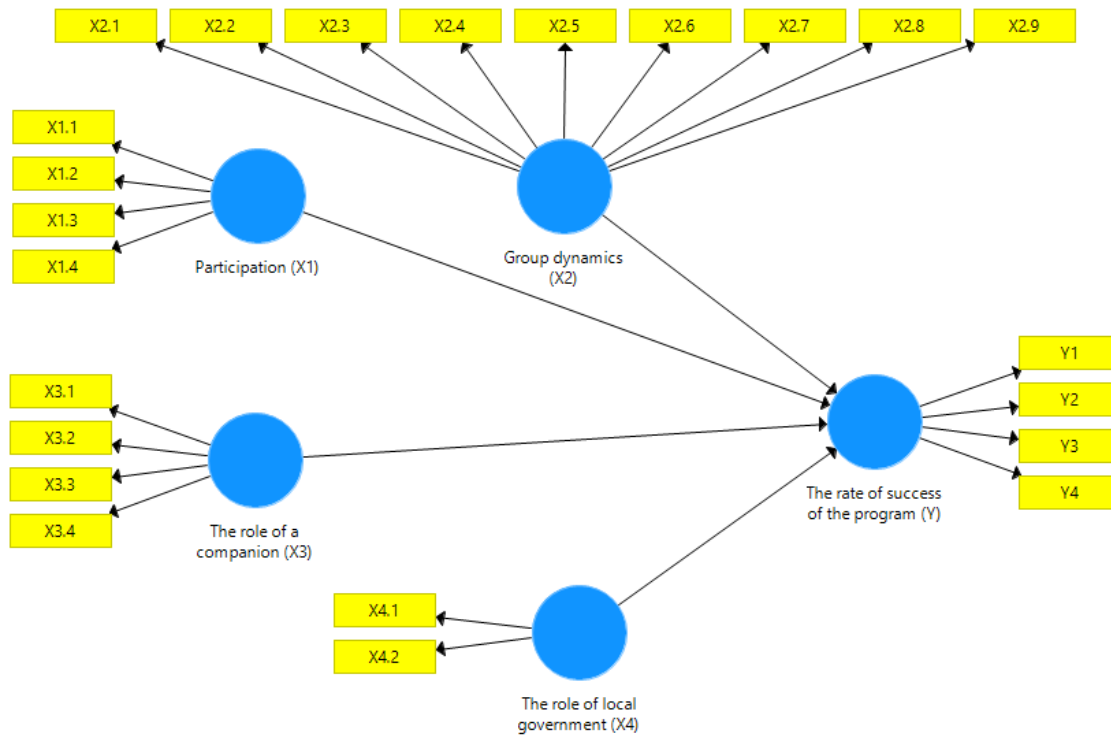 X2.1
X2.2
X2.3
X2.4
X2.5
X2.6
X2.7
X2.8
X2.9
X1.1
X1.2
X1.3
X1.4
Participation (X1)
Group dynamics
(X2)
X3.1
X3.2
X3.3
X3.4
The role of a
companion (X3)
Y1
Y2
Y3
Y4
The rate of success
of the program (Y)
X4.1
X4.2
The role of local
government (X4)